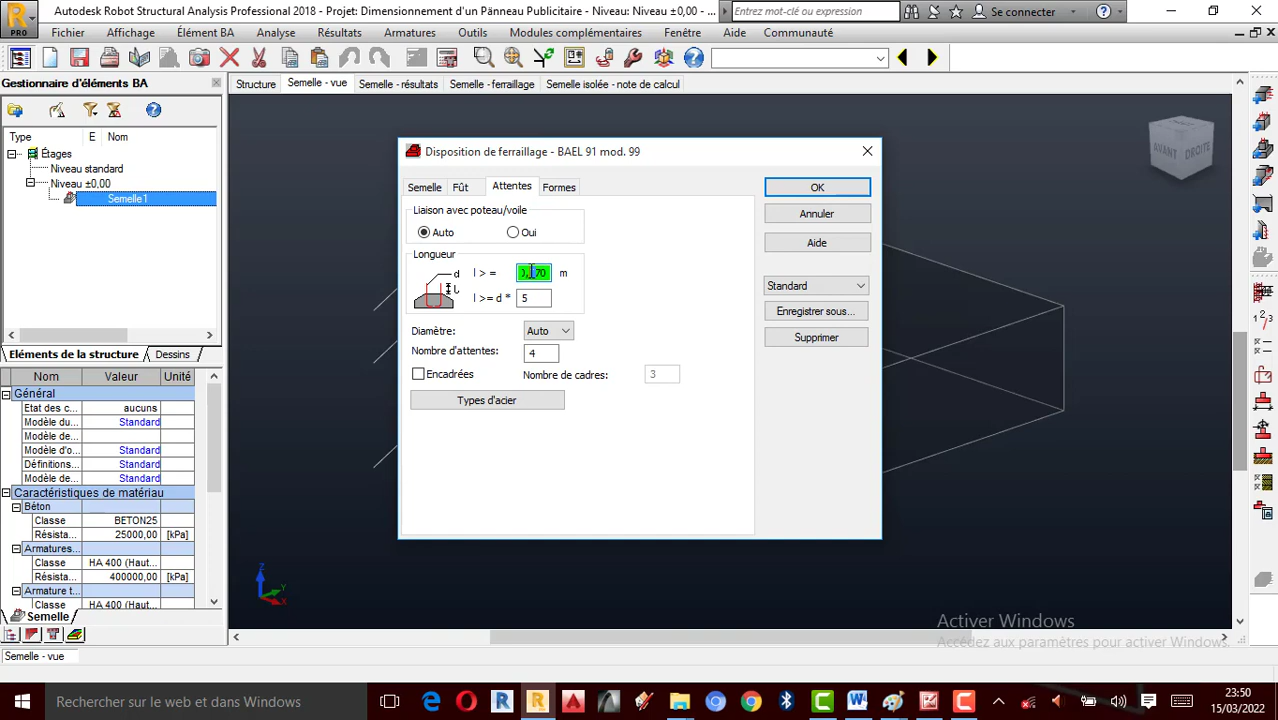 Autodesk Robot Structural Analysis Professional 2018 - Projet: Dimensionnement d'un Pànneau Publicitaire - Niveau: Niveau ±0,00 - ...
Entrez mot-clé ou expression
Se connecter
PRO
Fichier Affichage Élément BA Analyse Résultats Armatures Outils Modules complémentaires Fenêtre Aide Communauté
Gestionnaire d'éléments BA
Structure Semelle - vue Semelle - résultats Semelle - ferraillage Semelle isolée - note de calcul
Type E Nom
Étages
Niveau standard
Niveau ±0,00
Semelle1
Disposition de ferraillage - BAEL 91 mod. 99
Semelle Fût Attentes Formes
Liaison avec poteau/voile
Auto Oui
Longueur
d
l > = 70 m
l >= d * 5
Diamètre: Auto
Nombre d'attentes: 4
Encadrées Nombre de cadres: 3
Types d'acier
OK
Annuler
Aide
Standard
Enregistrer sous...
Supprimer
AVANT DROITE
Eléments de la structure Dessins
Nom Valeur Unité
Général
Etat des c... aucuns
Modèle du... Standard
Modèle de...
Modèle d'o... Standard
Définitions... Standard
Modèle de... Standard
Caractéristiques de matériau
Béton
Classe BETON25
Résista... 25000,00 [kPa]
Armatures...
Classe HA 400 (Haut...
Résista... 400000,00 [kPa]
Armature t...
Classe HA 400 (Haut...
Semelle
Semelle - vue
Z
Y
X
Activer Windows
Accédez aux paramètres pour activer Windows.
Rechercher sur le web et dans Windows
23:50
15/03/2022